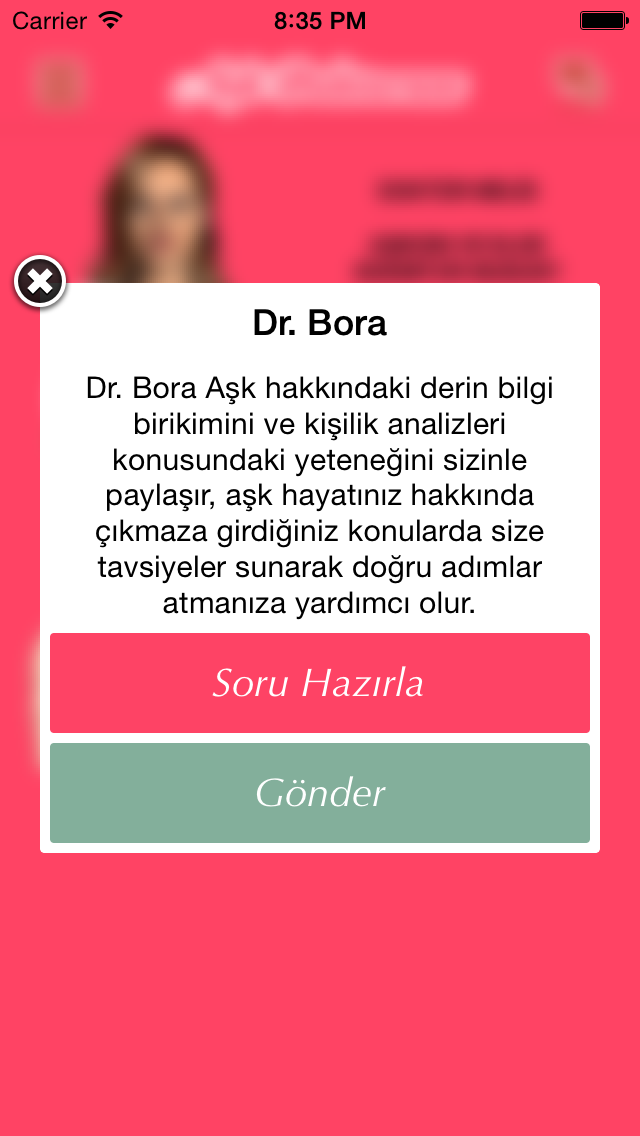 Carrier 8:35 PM
Dr. Bora
Dr. Bora Aşk hakkındaki derin bilgi
birikimini ve kişilik analizleri
konusundaki yeteneğini sizinle
paylaşır, aşk hayatınız hakkında
çıkmaza girdiğiniz konularda size
tavsiyeler sunarak doğru adımlar
atmanıza yardımcı olur.
Soru Hazırla
Gönder